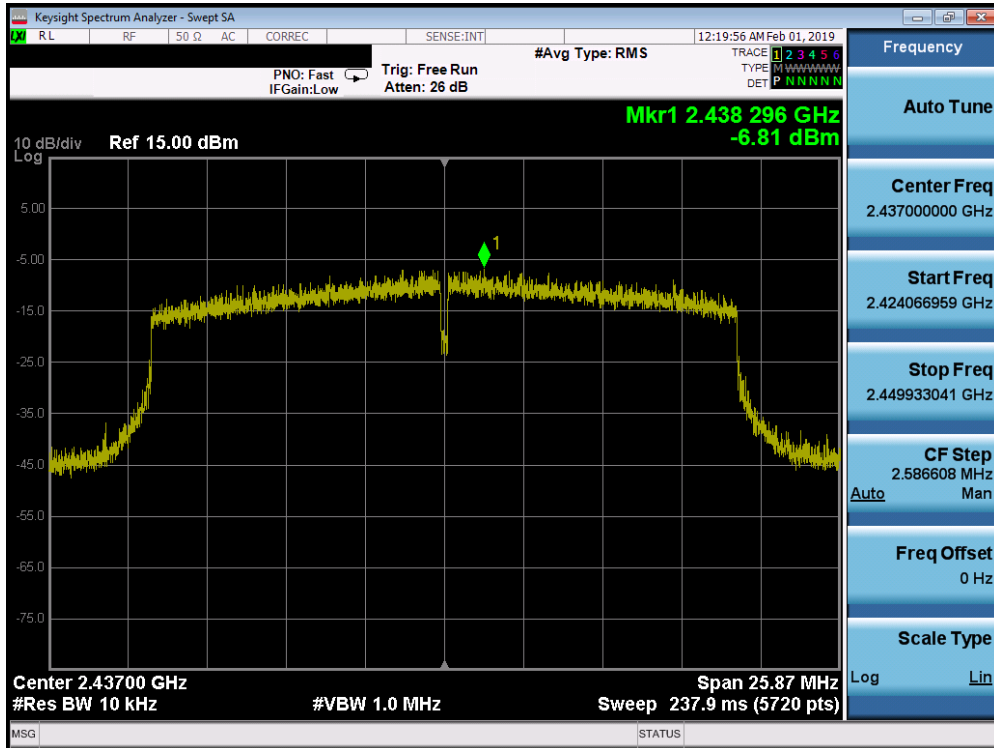 Keysight Spectrum Analyzer - Swept SA
LXI RL RF 50 Ω AC CORREC SENSE:INT 12:19:56 AM Feb 01, 2019
#Avg Type: RMS
TRACE 1 2 3 4 5 6
TYPE M WWWWW
DET P N N N N N
PNO: Fast
IFGain:Low
Trig: Free Run
Atten: 26 dB
Mkr1 2.438 296 GHz
-6.81 dBm
10 dB/div
Log
Ref 15.00 dBm
5.00
-5.00
-15.0
-25.0
-35.0
-45.0
-55.0
-65.0
-75.0
1
Center 2.43700 GHz
#Res BW 10 kHz
#VBW 1.0 MHz
Span 25.87 MHz
Sweep 237.9 ms (5720 pts)
MSG
STATUS
Frequency
Auto Tune
Center Freq
2.437000000 GHz
Start Freq
2.424066959 GHz
Stop Freq
2.449933041 GHz
CF Step
2.586608 MHz
Auto Man
Freq Offset
0 Hz
Scale Type
Log Lin